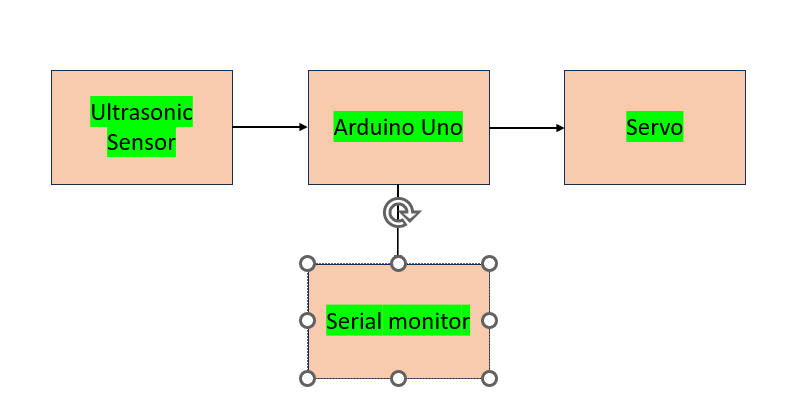 Ultrasonic
Sensor
Arduino Uno
Servo
Serial monitor